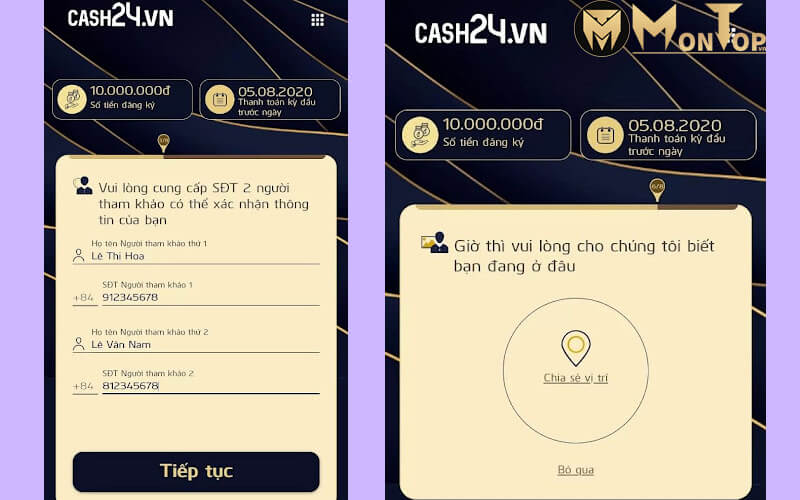 CASH24.VN
10.000.000đ
Số tiền đăng ký
05.08.2020
Thanh toán kỳ đầu
trước ngày
Vui lòng cung cấp SĐT 2 người
tham khảo có thể xác nhận thông
tin của bạn
Họ tên Người tham khảo thứ 1
Lê Thị Hoa
SĐT Người tham khảo 1
+84 912345678
Họ tên Người tham khảo thứ 2
Lê Văn Nam
SĐT Người tham khảo 2
+84 812345678
Tiếp tục
CASH24.VN
MONTOP
10.000.000đ
Số tiền đăng ký
05.08.2020
Thanh toán kỳ đầu
trước ngày
6/8
Giờ thì vui lòng cho chúng tôi biết
bạn đang ở đâu
Chia sẻ vị trí
Bỏ qua